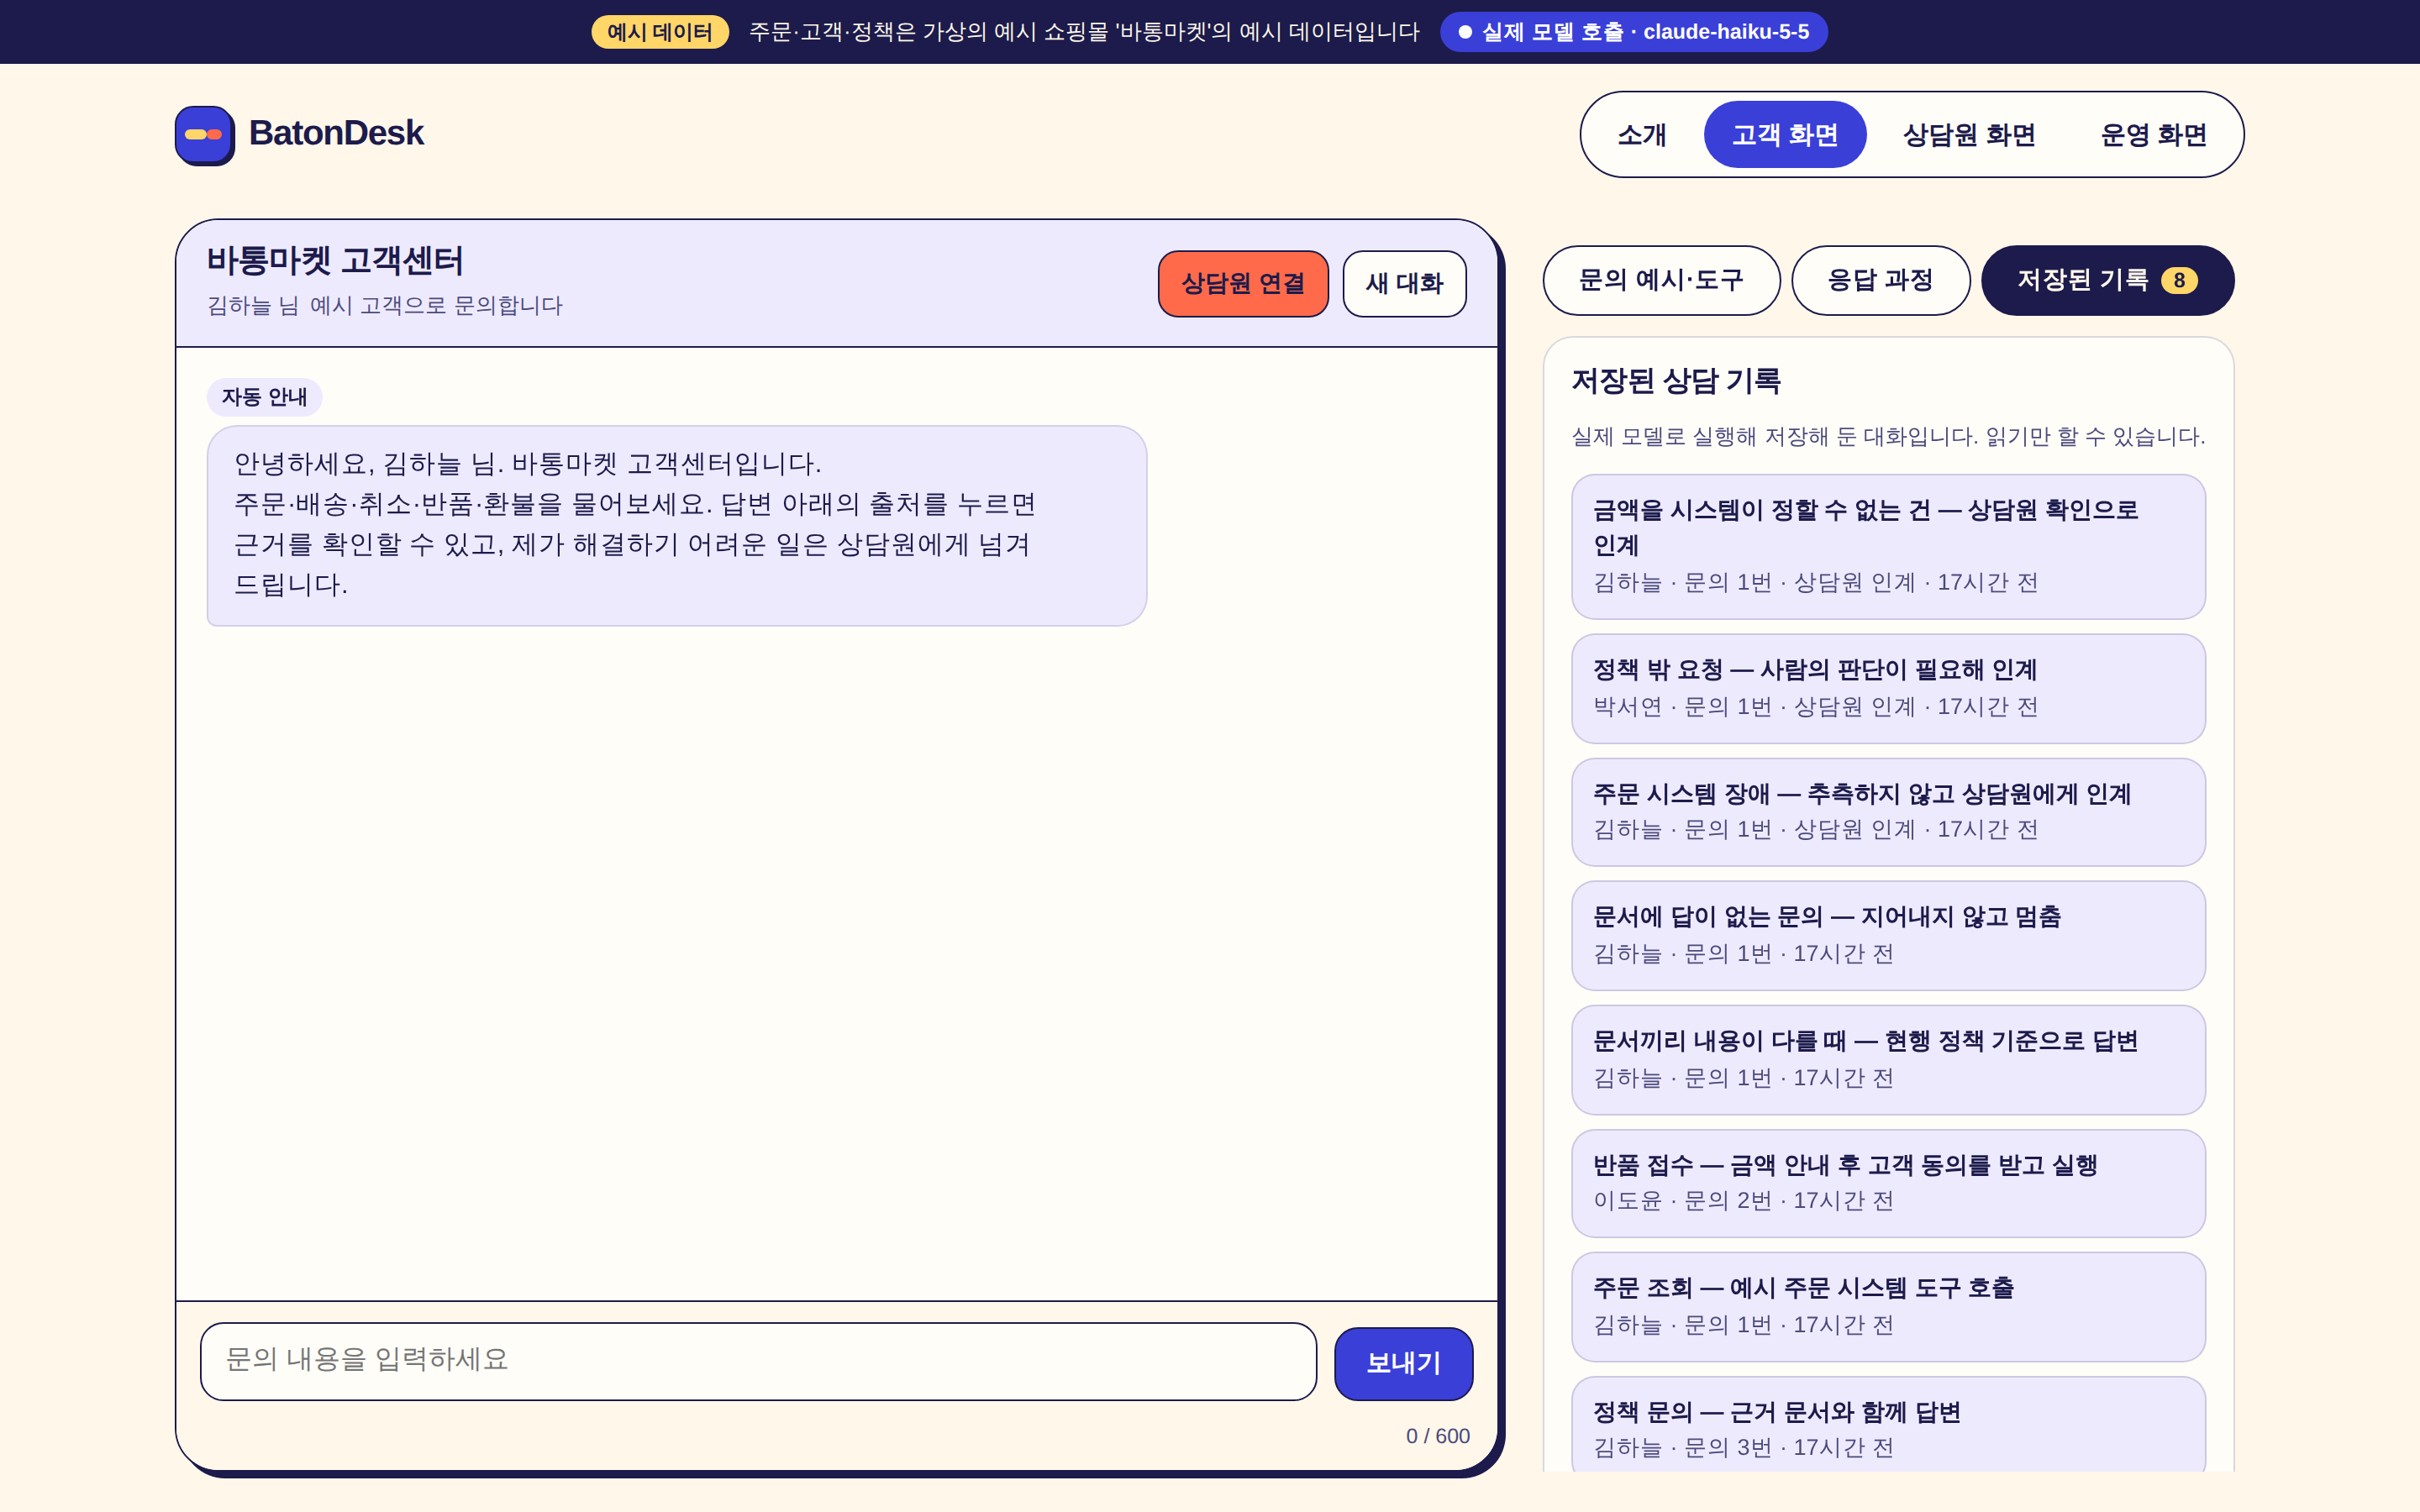 예시 데이터 주문·고객·정책은 가상의 예시 쇼핑몰 '바통마켓'의 예시 데이터입니다 실제 모델 호출 · claude-haiku-5-5
BatonDesk
소개 고객 화면 상담원 화면 운영 화면
바통마켓 고객센터
김하늘 님 예시 고객으로 문의합니다
상담원 연결 새 대화
자동 안내
안녕하세요, 김하늘 님. 바통마켓 고객센터입니다.
주문·배송·취소·반품·환불을 물어보세요. 답변 아래의 출처를 누르면
근거를 확인할 수 있고, 제가 해결하기 어려운 일은 상담원에게 넘겨
드립니다.
문의 내용을 입력하세요
보내기
0 / 600
문의 예시·도구 응답 과정 저장된 기록 8
저장된 상담 기록
실제 모델로 실행해 저장해 둔 대화입니다. 읽기만 할 수 있습니다.
금액을 시스템이 정할 수 없는 건 — 상담원 확인으로
인계
김하늘 · 문의 1번 · 상담원 인계 · 17시간 전
정책 밖 요청 — 사람의 판단이 필요해 인계
박서연 · 문의 1번 · 상담원 인계 · 17시간 전
주문 시스템 장애 — 추측하지 않고 상담원에게 인계
김하늘 · 문의 1번 · 상담원 인계 · 17시간 전
문서에 답이 없는 문의 — 지어내지 않고 멈춤
김하늘 · 문의 1번 · 17시간 전
문서끼리 내용이 다를 때 — 현행 정책 기준으로 답변
김하늘 · 문의 1번 · 17시간 전
반품 접수 — 금액 안내 후 고객 동의를 받고 실행
이도윤 · 문의 2번 · 17시간 전
주문 조회 — 예시 주문 시스템 도구 호출
김하늘 · 문의 1번 · 17시간 전
정책 문의 — 근거 문서와 함께 답변
김하늘 · 문의 3번 · 17시간 전